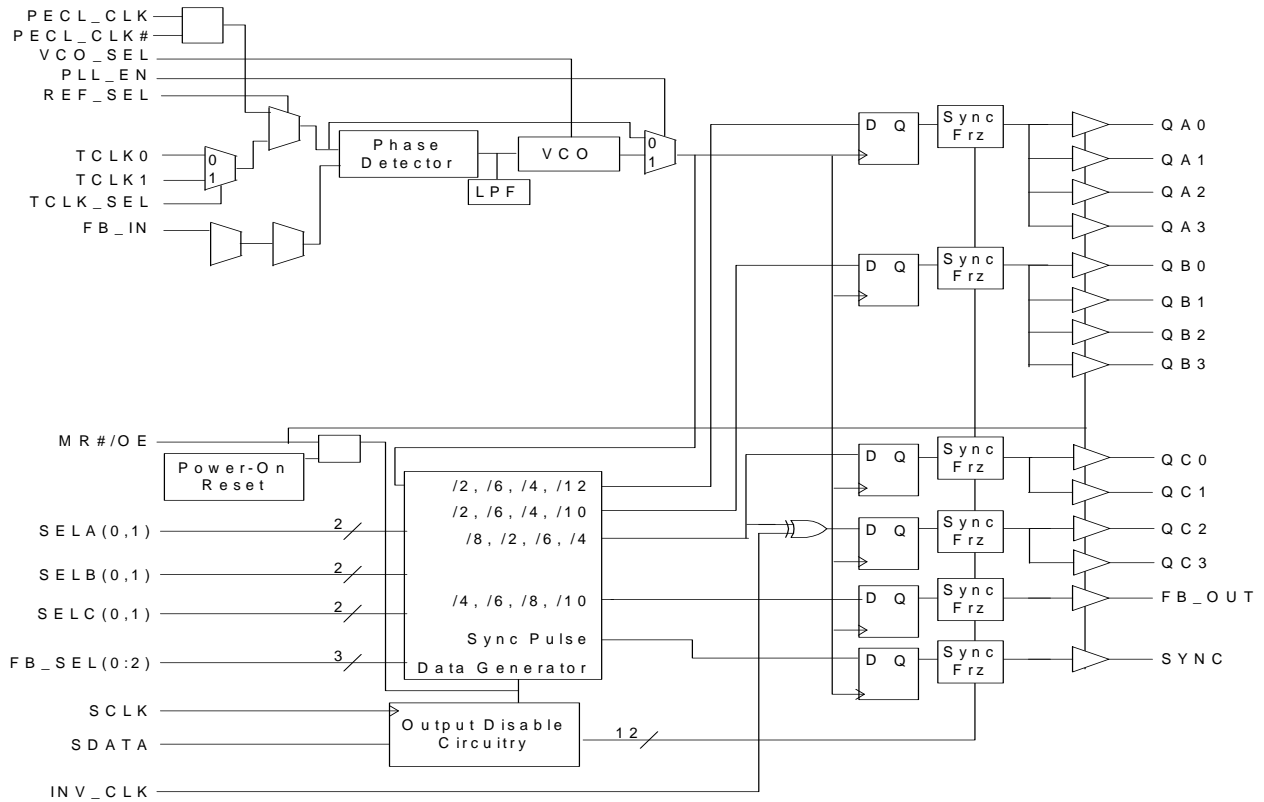 PECL_CLK
PECL_CLK#
VCO_SEL
PLL_EN
REF_SEL
TCLK0
TCLK1
TCLK_SEL
FB_IN
0
1
Phase
Detector
LPF
VCO
0
1
D Q
Sync
Frz
QA0
QA1
QA2
QA3
D Q
Sync
Frz
QB0
QB1
QB2
QB3
MR#/OE
Power-On
Reset
SELA(0,1)
2
SELB(0,1)
2
SELC(0,1)
2
FB_SEL(0:2)
3
/2, /6, /4, /12
/2, /6, /4, /10
/8, /2, /6, /4
/4, /6, /8, /10
Sync Pulse
Data Generator
SCLK
SDATA
Output Disable
Circuitry
12
INV_CLK
D Q
Sync
Frz
QC0
QC1
D Q
Sync
Frz
QC2
QC3
D Q
Sync
Frz
FB_OUT
D Q
Sync
Frz
SYNC